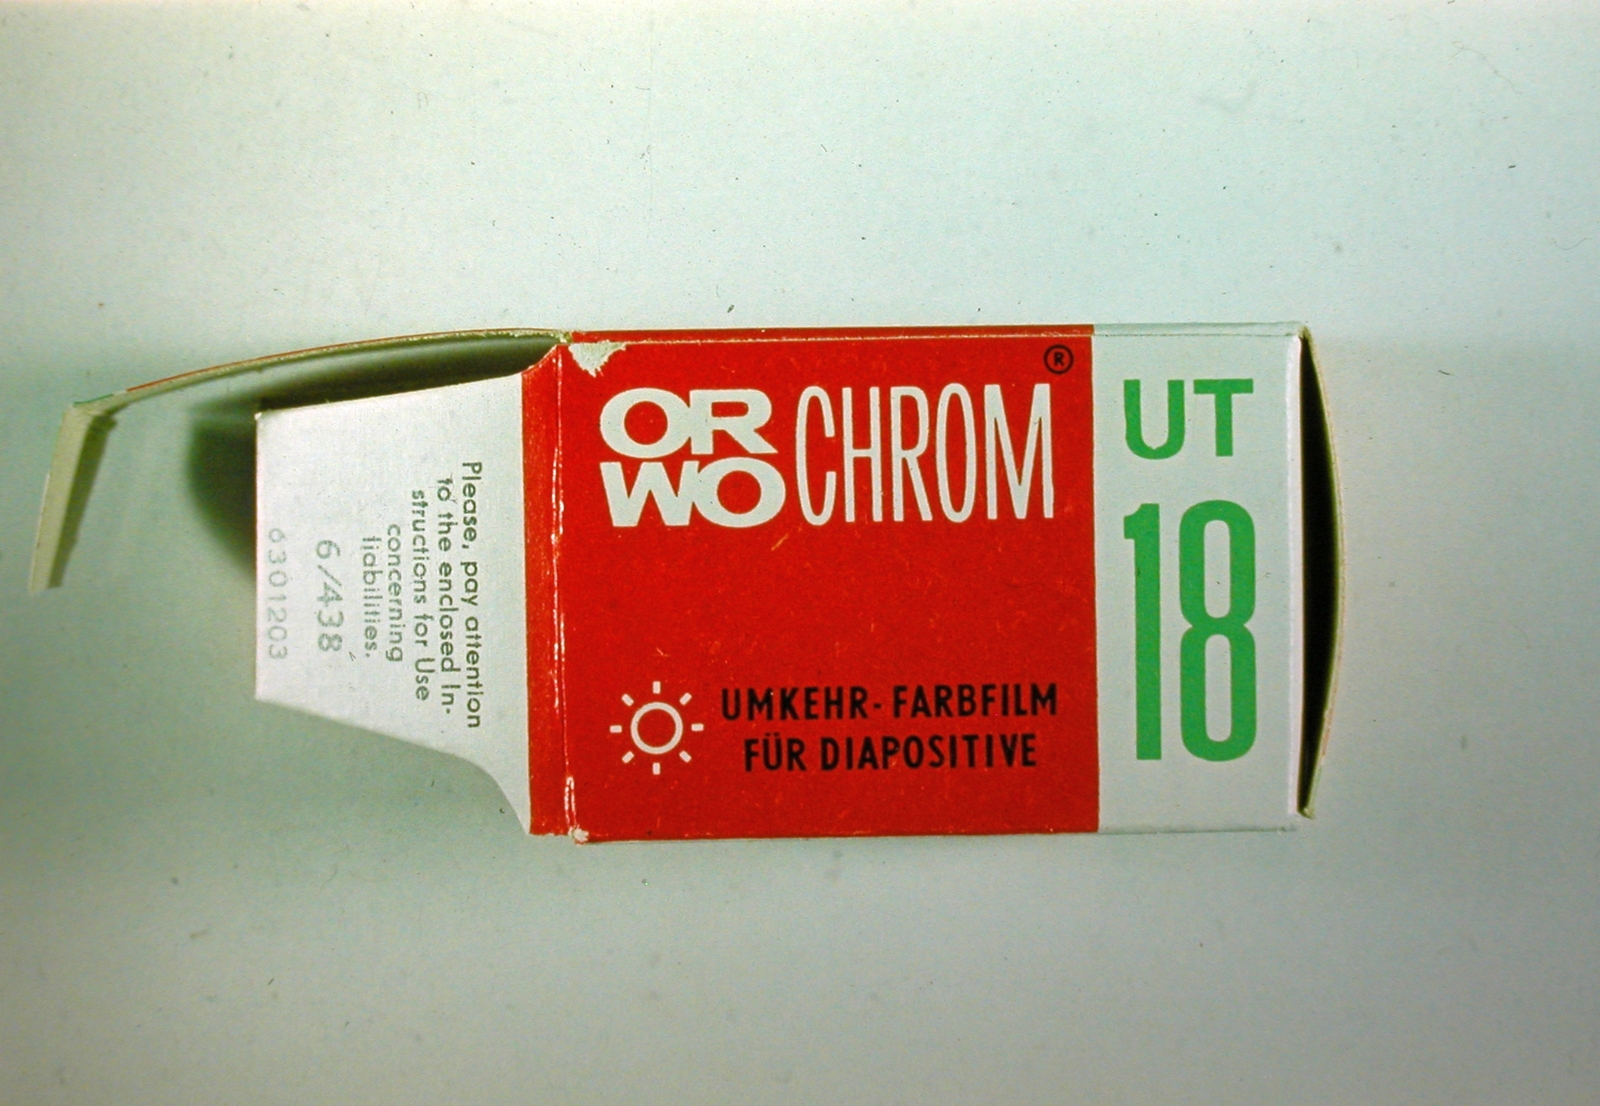 OR
WO CHROM ®
UMKEHR-FARBFILM
FÜR DIAPOSITIVE
UT
18
Please, pay attention
to the enclosed In-
structions for Use
concerning
liabilities.
6/438
6301203